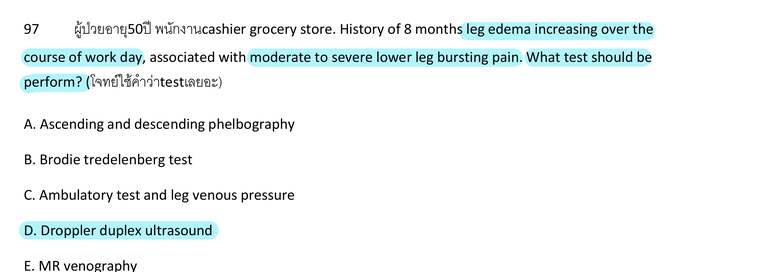 97 ผู้ป่วยอายุ50ปี พนักงานcashier grocery store. History of 8 months leg edema increasing over the
course of work day, associated with moderate to severe lower leg bursting pain. What test should be
perform? (โจทย์ใช้คำว่าtestเลยอะ)
A. Ascending and descending phelbography
B. Brodie tredelenberg test
C. Ambulatory test and leg venous pressure
D. Droppler duplex ultrasound
E. MR venography